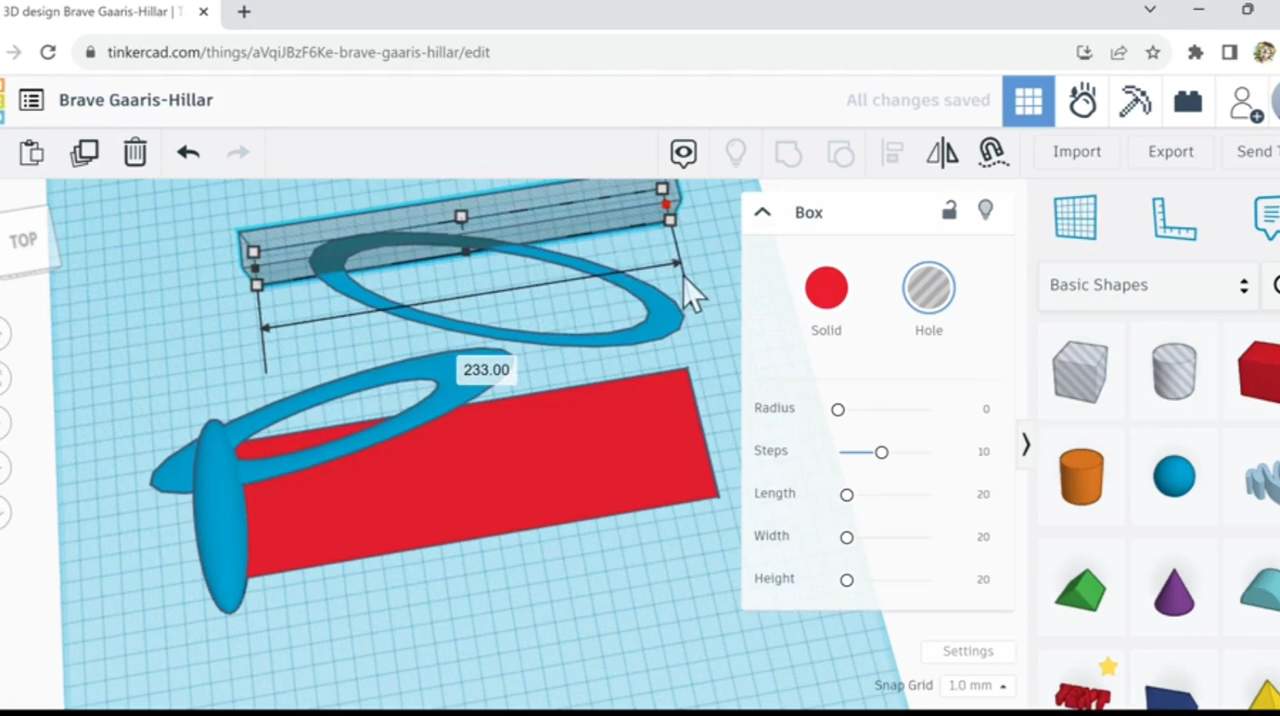 3D design Brave Gaaris-Hillar | T
tinkercad.com/things/aVqiJBzF6Ke-brave-gaaris-hillar/edit
Brave Gaaris-Hillar
All changes saved
Import
Export
Send T
TOP
Box
Solid
Hole
233.00
Radius 0
Steps 10
Length 20
Width 20
Height 20
Basic Shapes
Settings
Snap Grid 1.0 mm
TEXT